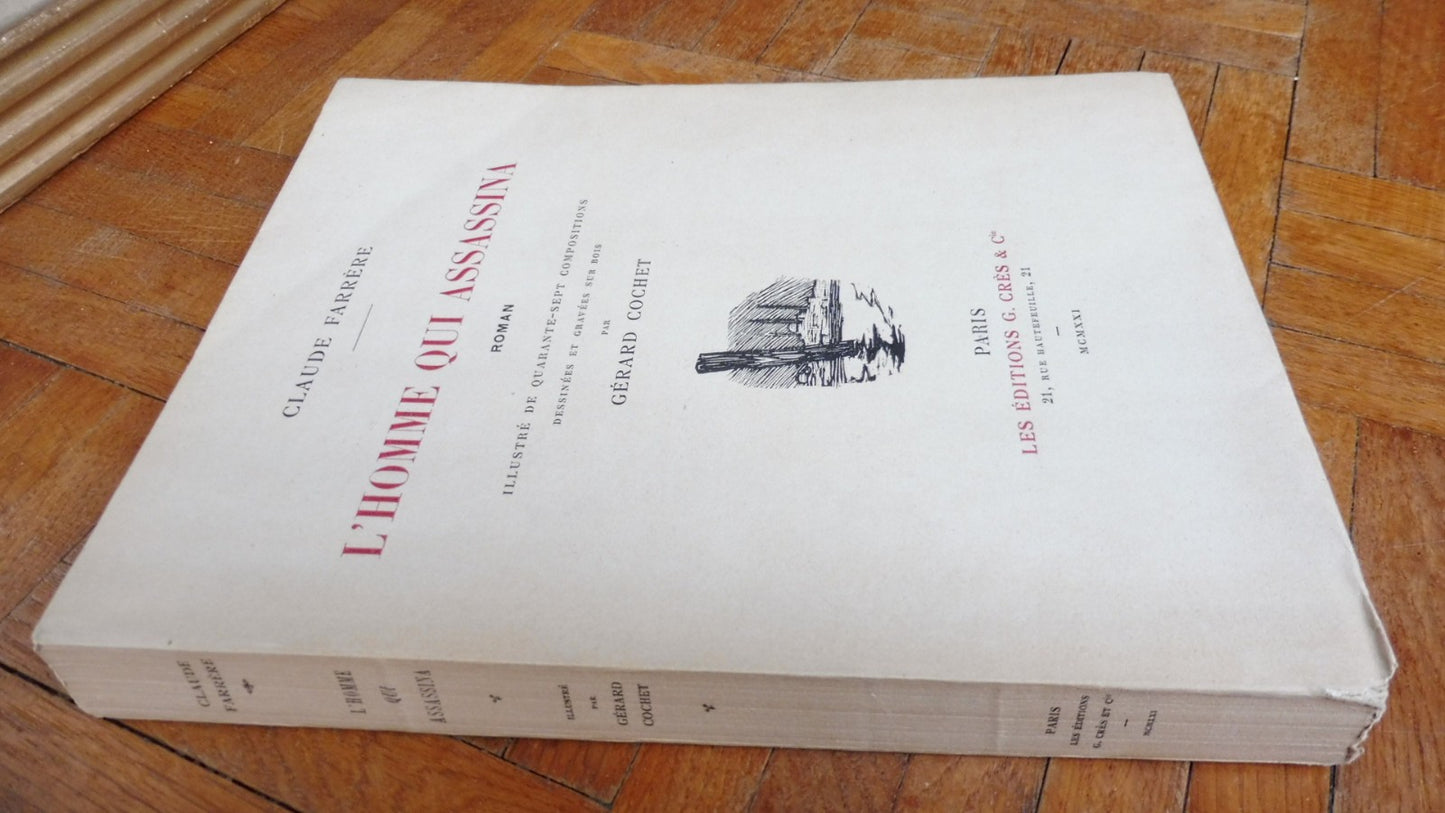 CLAUDE FARRÈRE
L'HOMME QUI ASSASSINA
ROMAN
ILLUSTRÉ DE QUARANTE-SEPT COMPOSITIONS
DESSINÉES ET GRAVÉES SUR BOIS
PAR
GÉRARD COCHET
PARIS
LES ÉDITIONS G. CRÈS & Cie
21, RUE HAUTEFEUILLE, 21
MCMXXI
CLAUDE
FARRÈRE
L'HOMME
QUI
ASSASSINA
ILLUSTRÉ
PAR
GÉRARD
COCHET
PARIS
LES ÉDITIONS
G. CRÈS ET Cie
MCMXXI